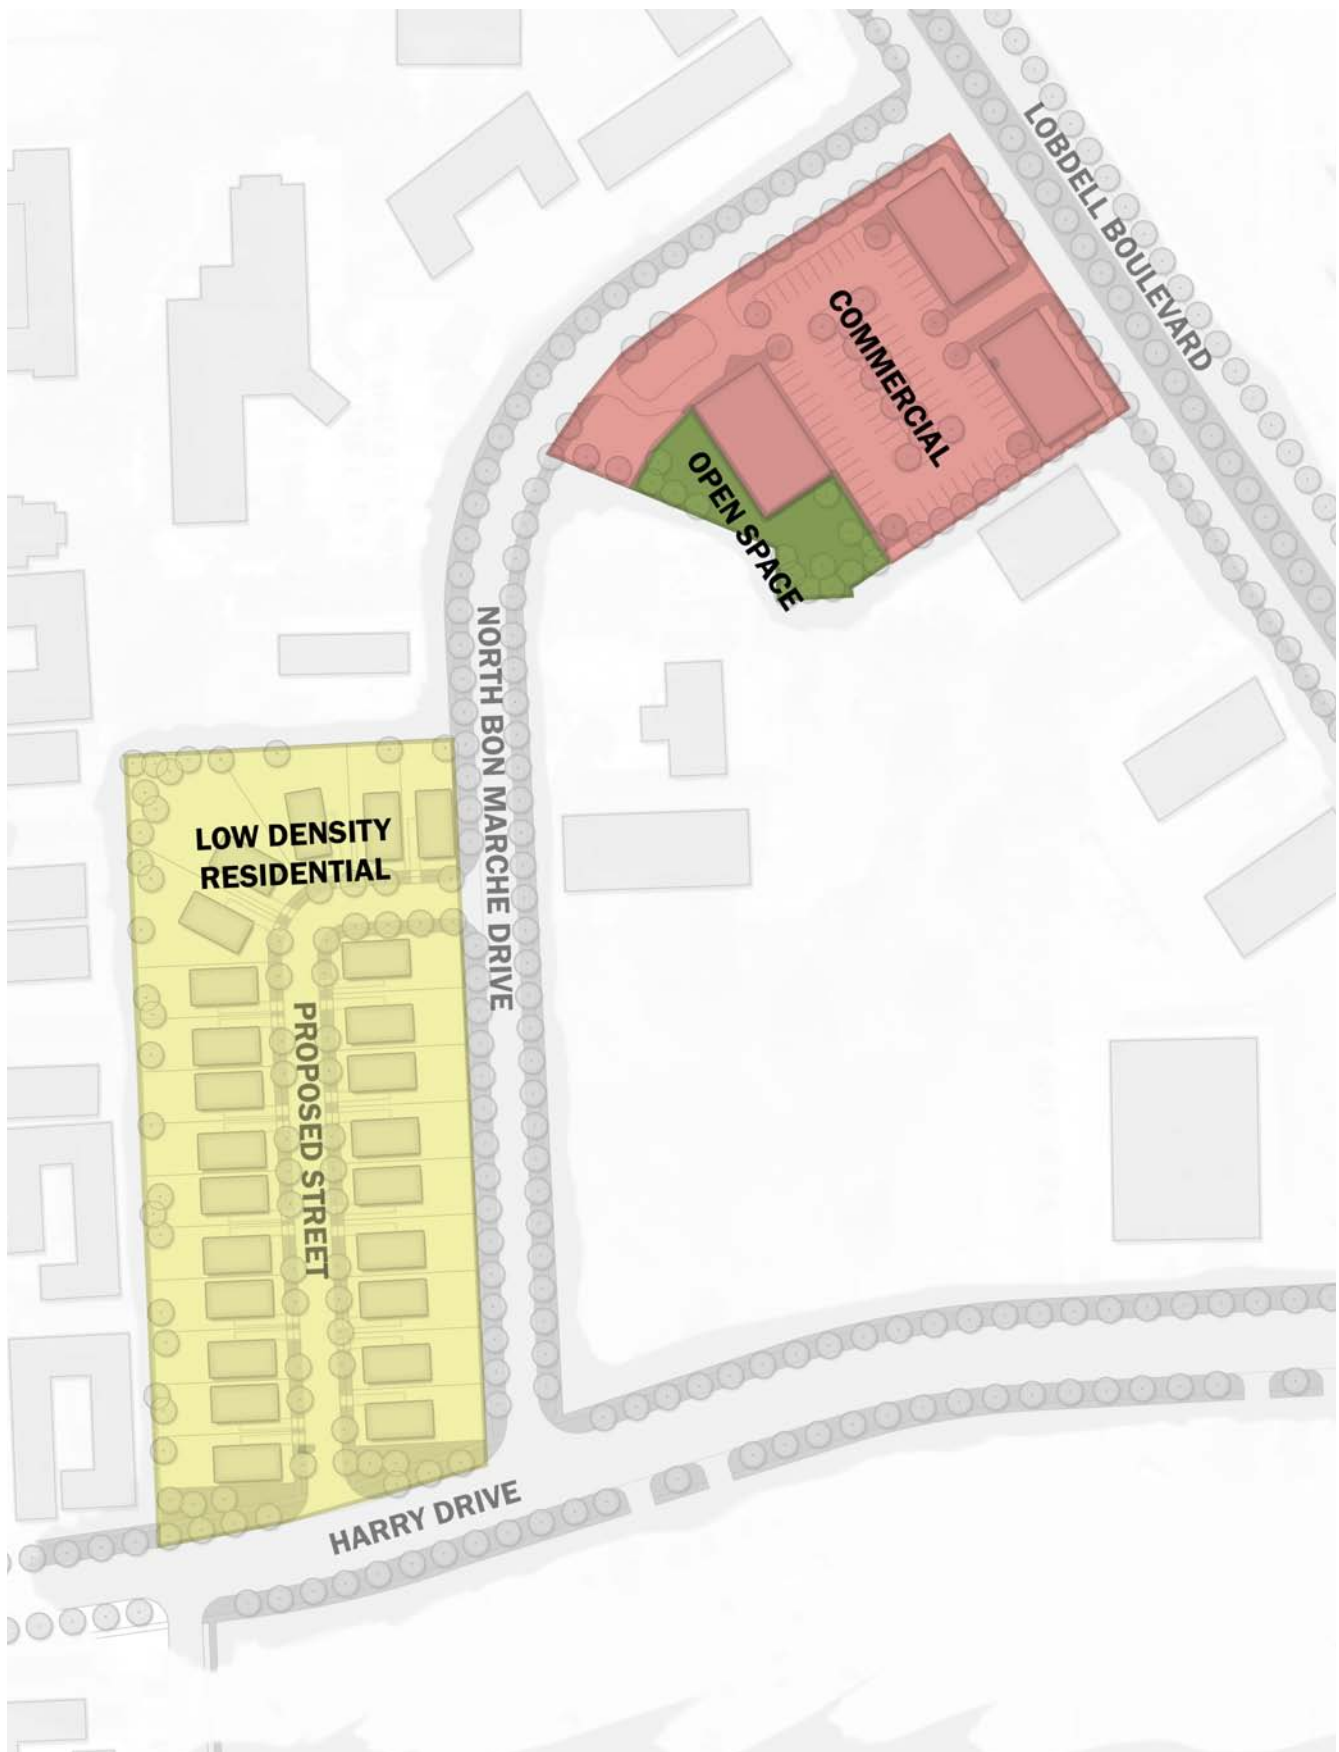 LOBDELL BOULEVARD
COMMERCIAL
OPEN SPACE
NORTH BON MARCHE DRIVE
LOW DENSITY
RESIDENTIAL
PROPOSED STREET
HARRY DRIVE